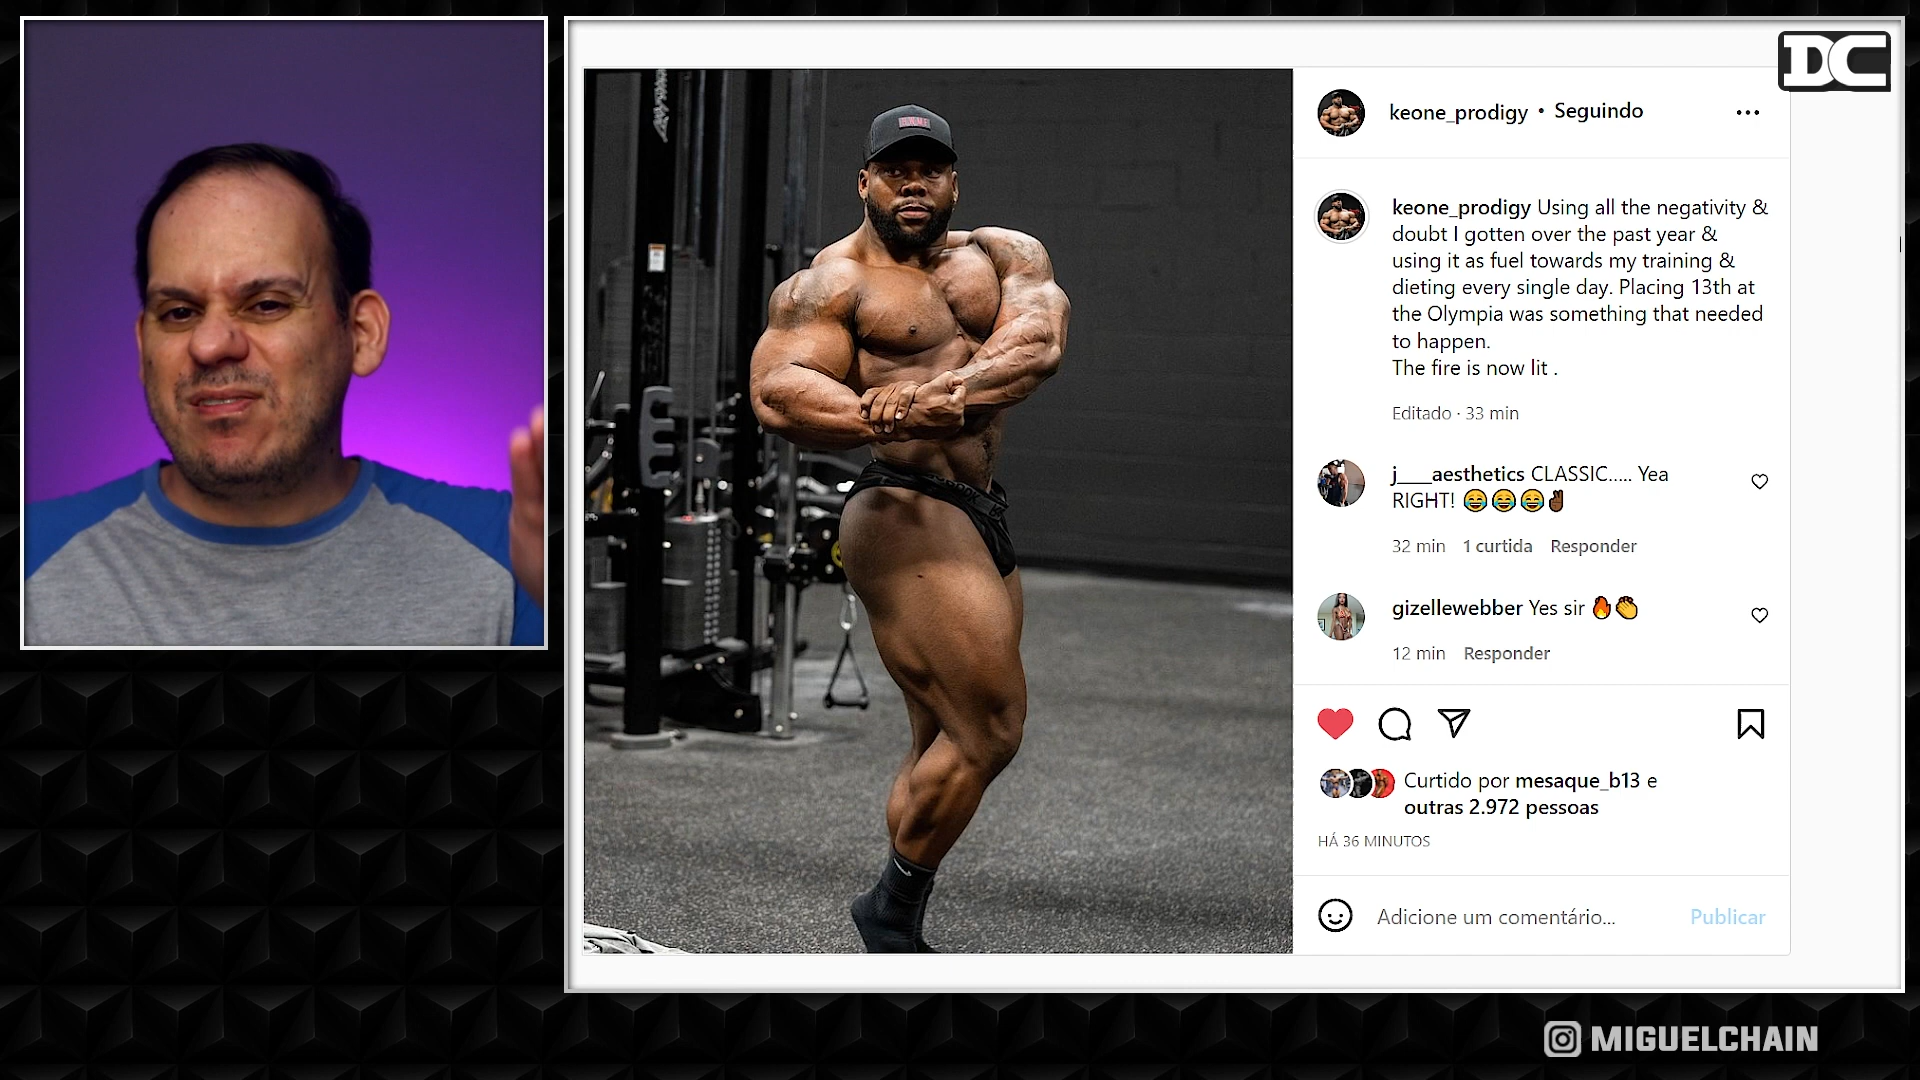 DC
keone_prodigy • Seguindo
keone_prodigy Using all the negativity &
doubt I gotten over the past year &
using it as fuel towards my training &
dieting every single day. Placing 13th at
the Olympia was something that needed
to happen.
The fire is now lit .
Editado · 33 min
j____aesthetics CLASSIC..... Yea
RIGHT! 😂😂😂✌🏿
32 min 1 curtida Responder
gizellewebber Yes sir 🔥👏
12 min Responder
Curtido por mesaque_b13 e
outras 2.972 pessoas
HÁ 36 MINUTOS
Adicione um comentário... Publicar
MIGUELCHAIN